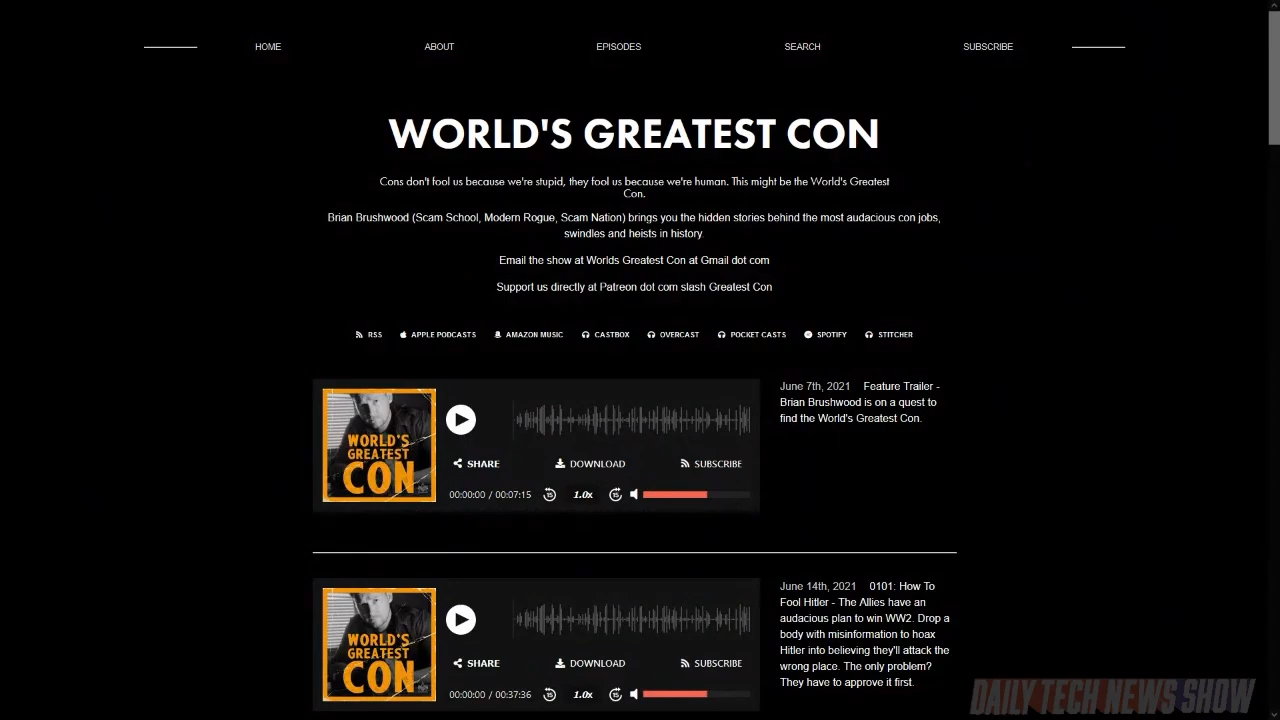 HOME ABOUT EPISODES SEARCH SUBSCRIBE
WORLD'S GREATEST CON
Cons don't fool us because we're stupid, they fool us because we're human. This might be the World's Greatest
Con.
Brian Brushwood (Scam School, Modern Rogue, Scam Nation) brings you the hidden stories behind the most audacious con jobs,
swindles and heists in history.
Email the show at Worlds Greatest Con at Gmail dot com
Support us directly at Patreon dot com slash Greatest Con
RSS APPLE PODCASTS AMAZON MUSIC CASTBOX OVERCAST POCKET CASTS SPOTIFY STITCHER
WORLD'S
GREATEST
CON
SHARE DOWNLOAD SUBSCRIBE
00:00:00 / 00:07:15 15 1.0x 15
June 7th, 2021 Feature Trailer -
Brian Brushwood is on a quest to
find the World's Greatest Con.
WORLD'S
GREATEST
CON
SHARE DOWNLOAD SUBSCRIBE
00:00:00 / 00:37:36 15 1.0x 15
June 14th, 2021 0101: How To
Fool Hitler - The Allies have an
audacious plan to win WW2. Drop a
body with misinformation to hoax
Hitler into believing they'll attack the
wrong place. The only problem?
They have to approve it first.
DAILY TECH NEWS SHOW